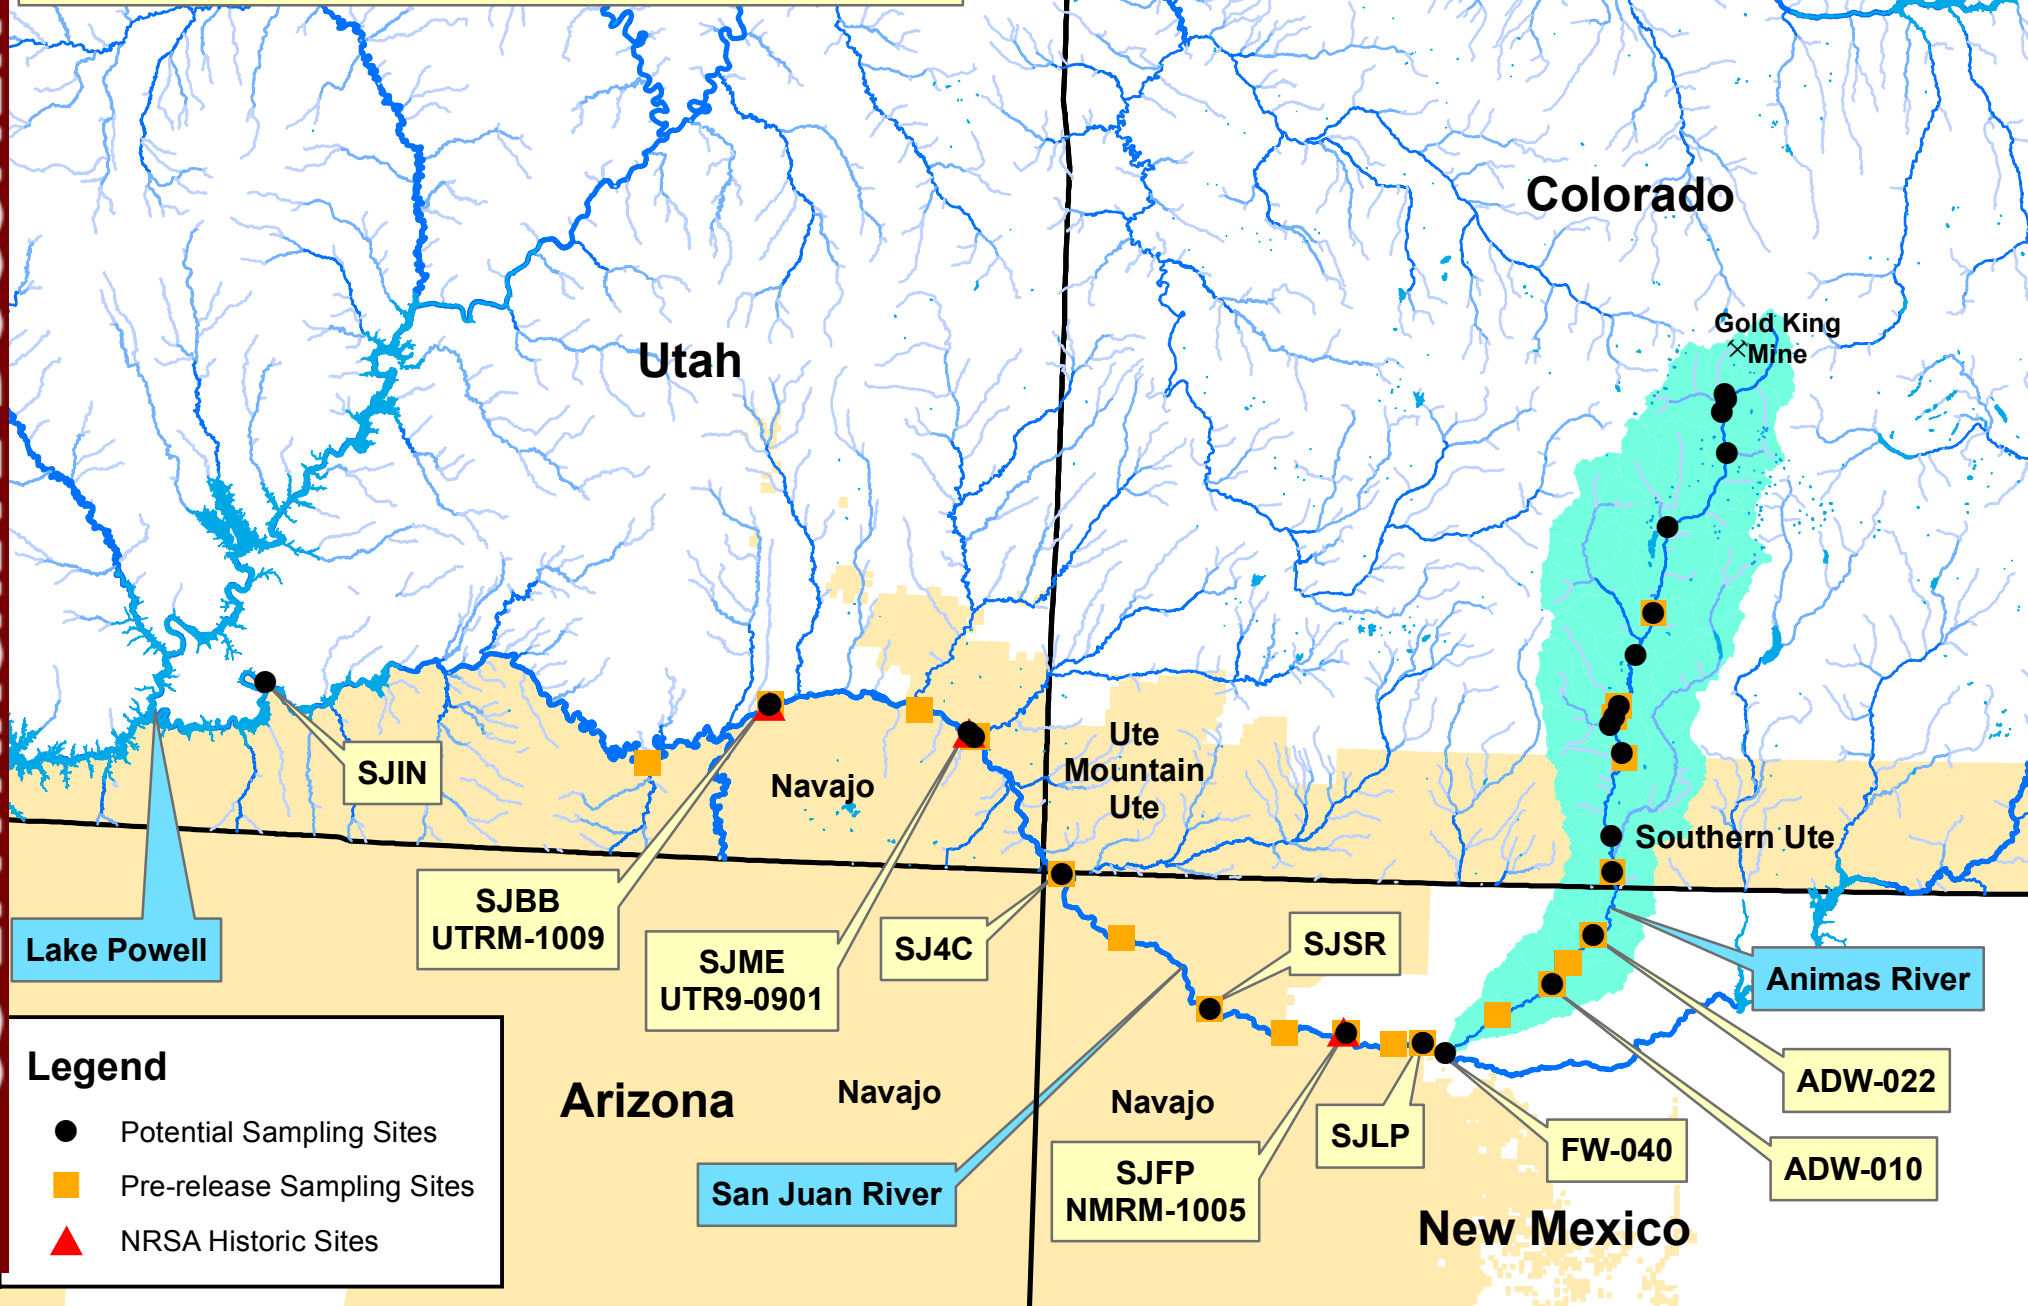 Colorado
Gold King
Mine
Utah
Ute
Mountain
Ute
SJIN
Navajo
Southern Ute
SJBB
UTRM-1009
SJME
UTR9-0901
SJ4C
SJSR
Lake Powell
Animas River
Legend
Potential Sampling Sites
Pre-release Sampling Sites
NRSA Historic Sites
Arizona
Navajo
Navajo
ADW-022
SJLP
FW-040
ADW-010
San Juan River
SJFP
NMRM-1005
New Mexico